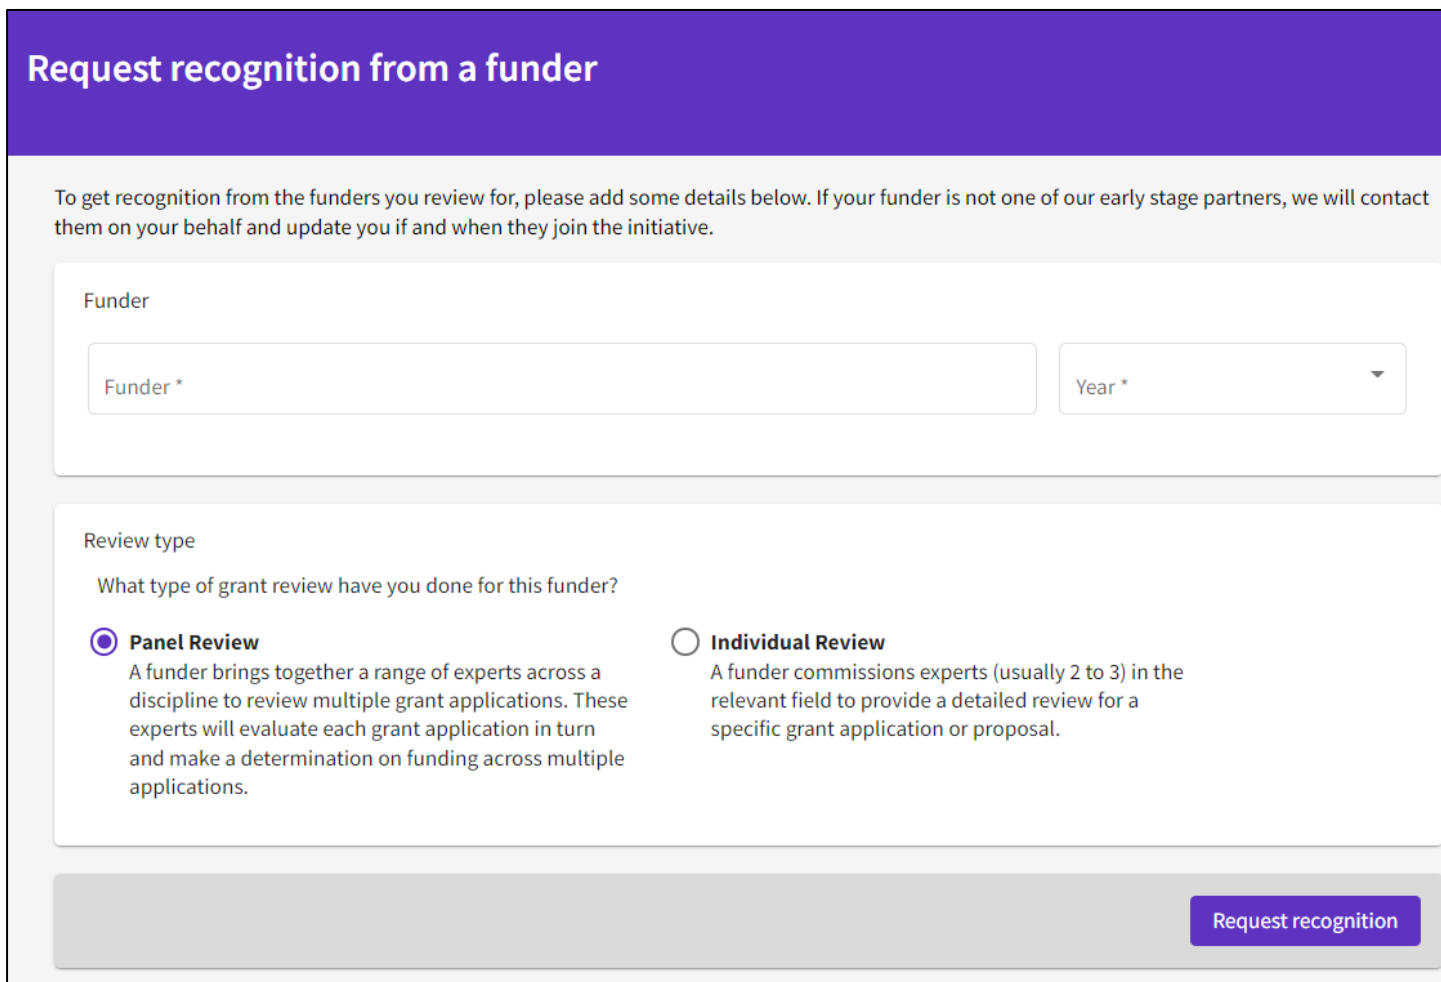 Request recognition from a funder
To get recognition from the funders you review for, please add some details below. If your funder is not one of our early stage partners, we will contact
them on your behalf and update you if and when they join the initiative.
Funder
Funder *
Year *
Review type
What type of grant review have you done for this funder?
Panel Review
A funder brings together a range of experts across a
discipline to review multiple grant applications. These
experts will evaluate each grant application in turn
and make a determination on funding across multiple
applications.
Individual Review
A funder commissions experts (usually 2 to 3) in the
relevant field to provide a detailed review for a
specific grant application or proposal.
Request recognition